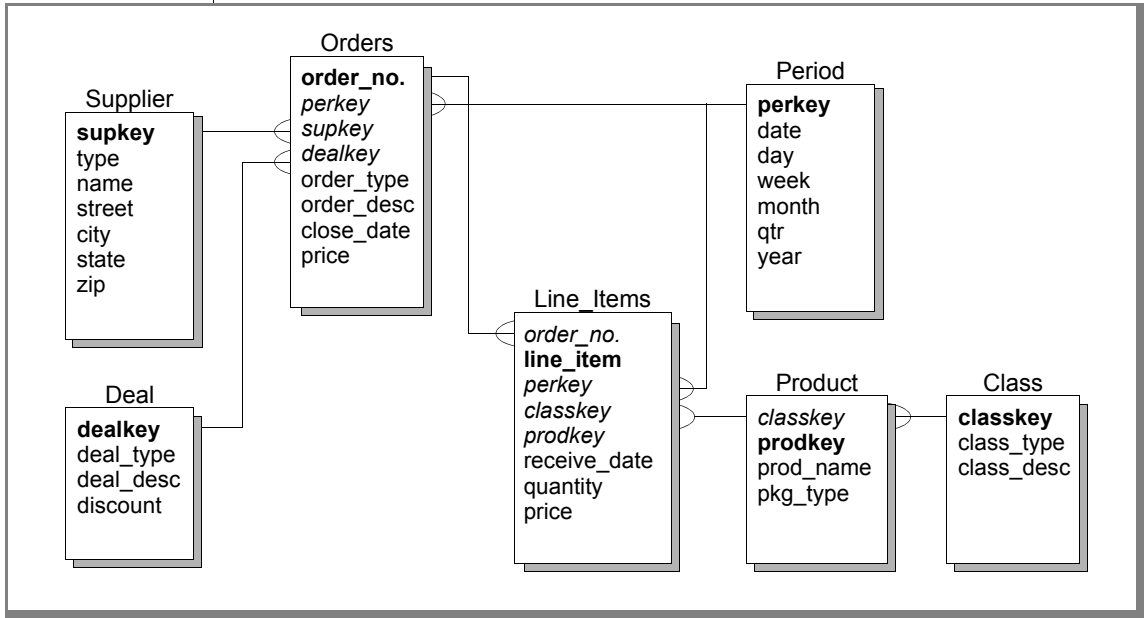 Supplier
supkey
type
name
street
city
state
zip
Deal
dealkey
deal_type
deal_desc
discount
Orders
order_no.
perkey
supkey
dealkey
order_type
order_desc
close_date
price
Line_Items
order_no.
line_item
perkey
classkey
prodkey
receive_date
quantity
price
Period
perkey
date
day
week
month
qtr
year
Product
classkey
prodkey
prod_name
pkg_type
Class
classkey
class_type
class_desc